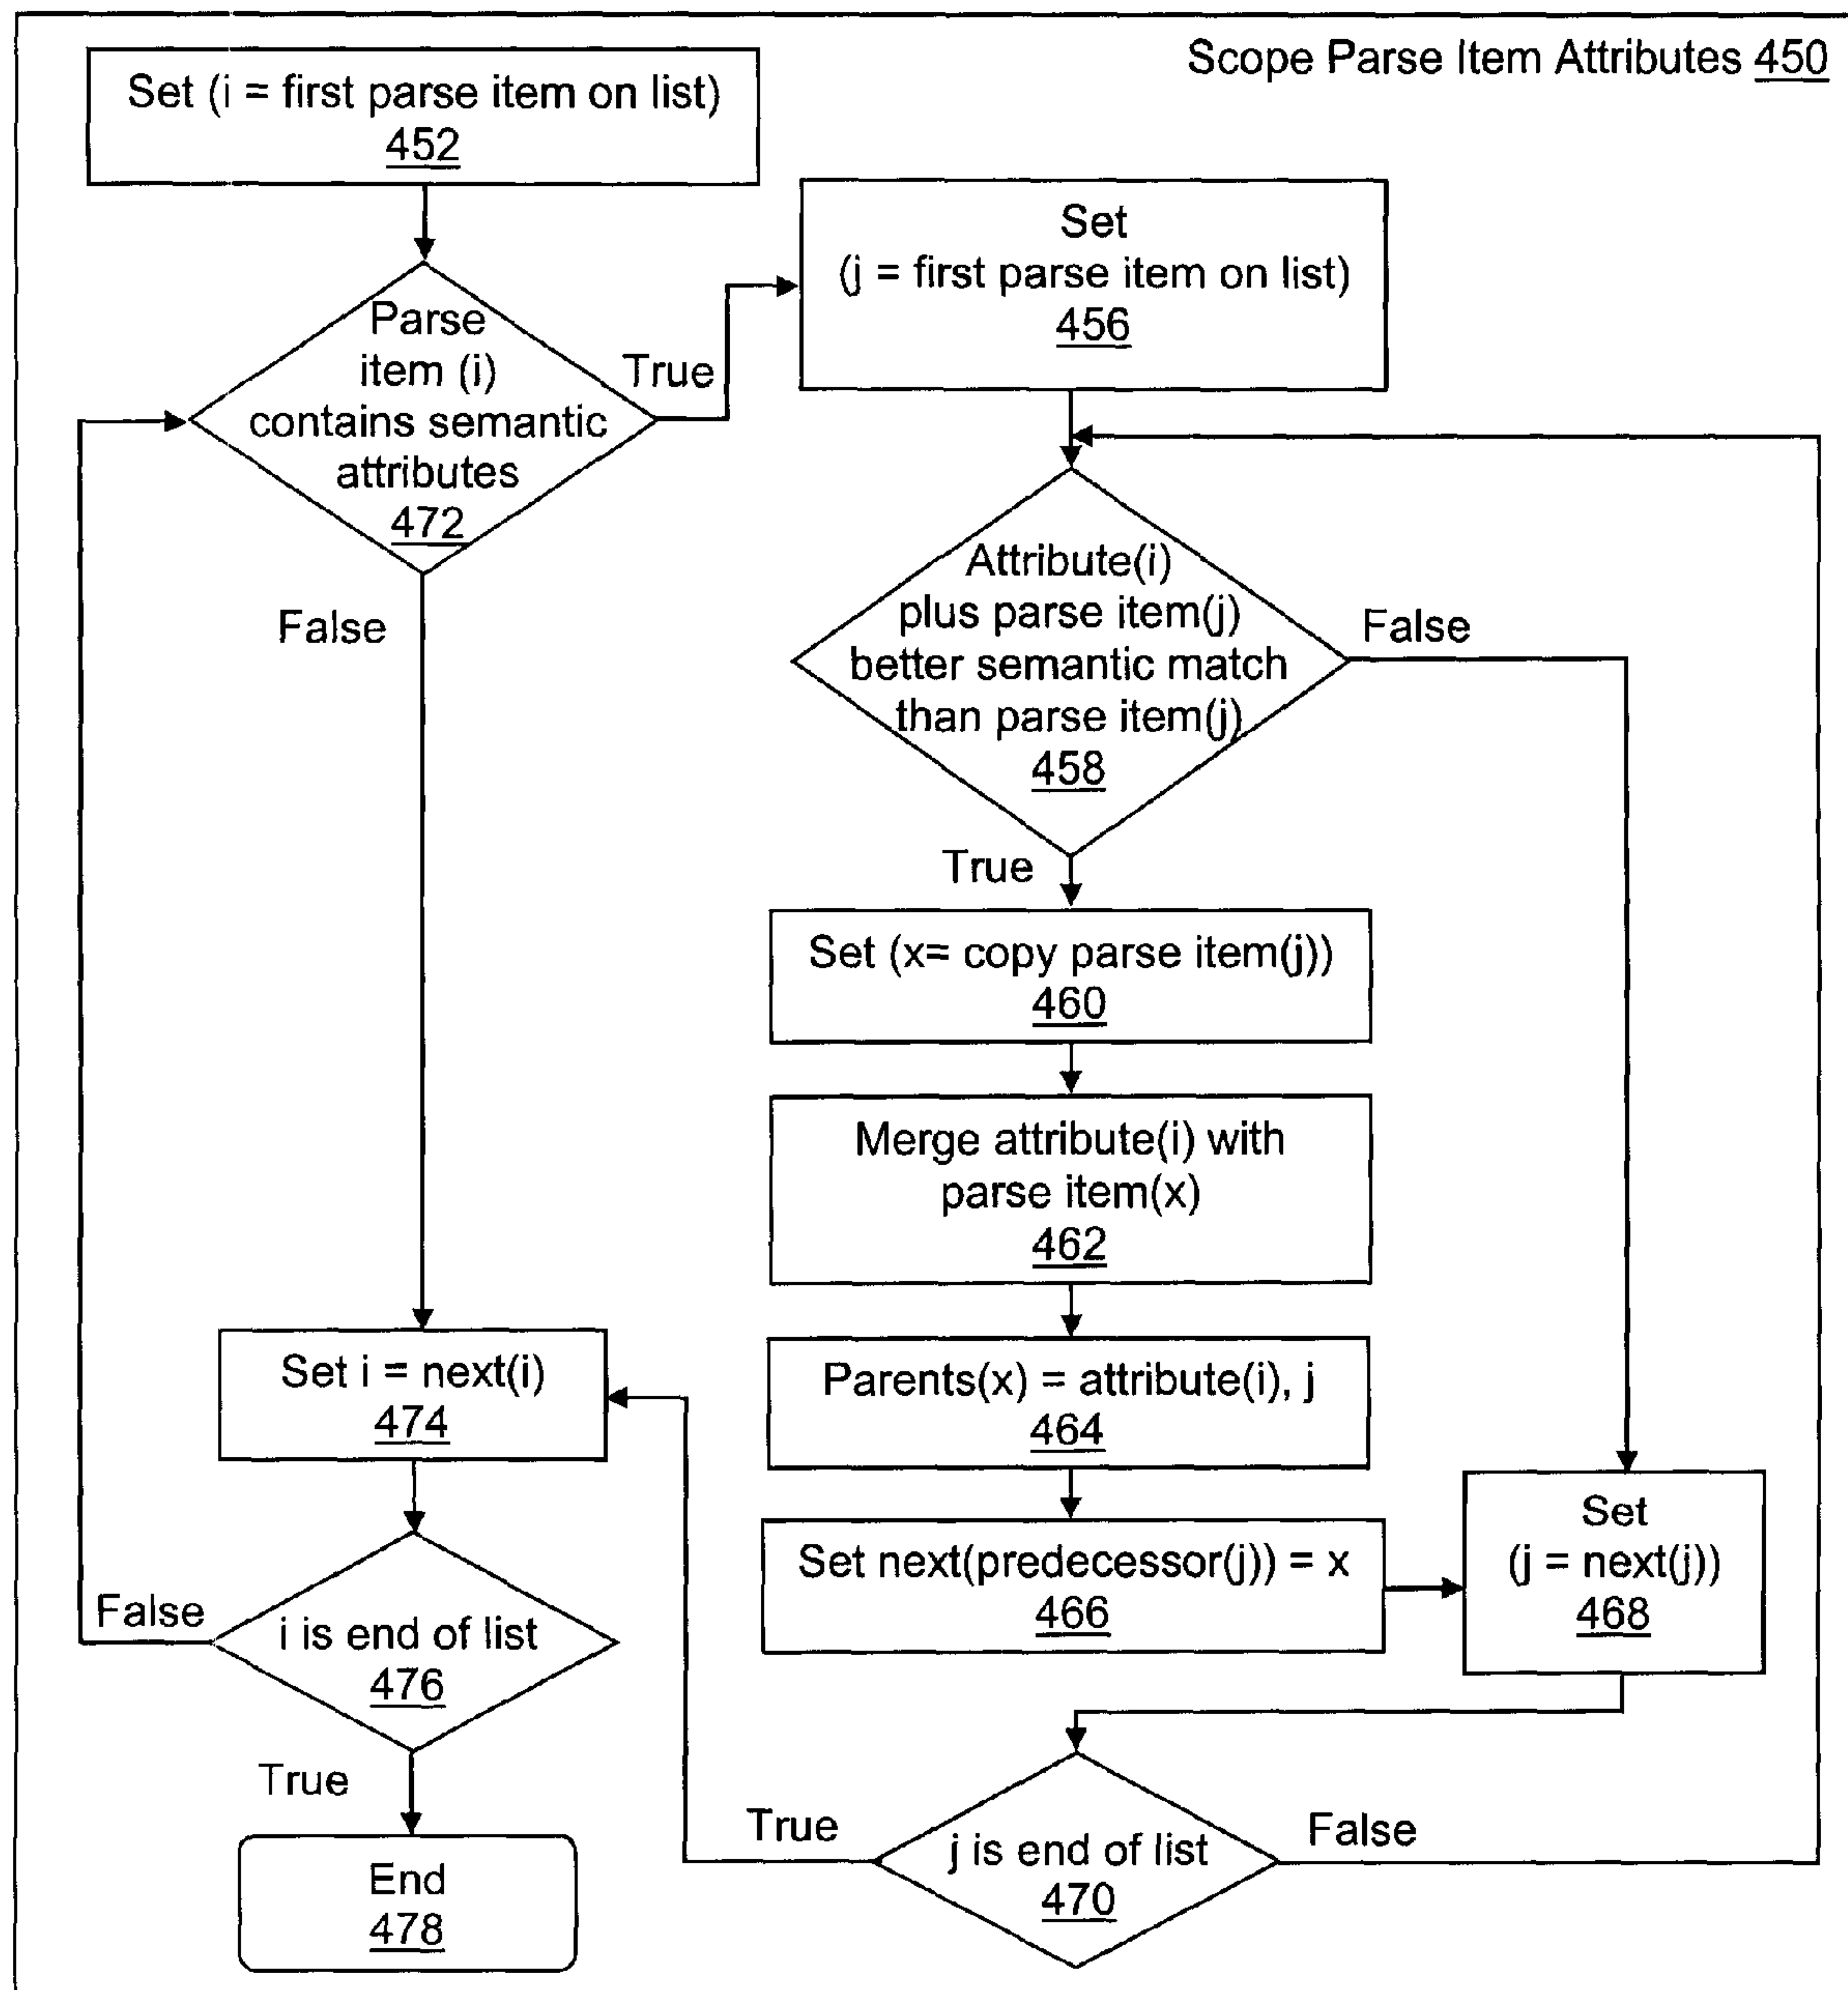 Scope Parse Item Attributes 450
Set (i = first parse item on list)
452
Parse
item (i)
contains semantic
attributes
472
True
False
Set
(j = first parse item on list)
456
Attribute(i)
plus parse item(j)
better semantic match
than parse item(j)
458
False
True
Set (x= copy parse item(j))
460
Merge attribute(i) with
parse item(x)
462
Parents(x) = attribute(i), j
464
Set next(predecessor(j)) = x
466
Set
(j = next(j))
468
j is end of list
470
True
False
Set i = next(i)
474
i is end of list
476
False
True
End
478